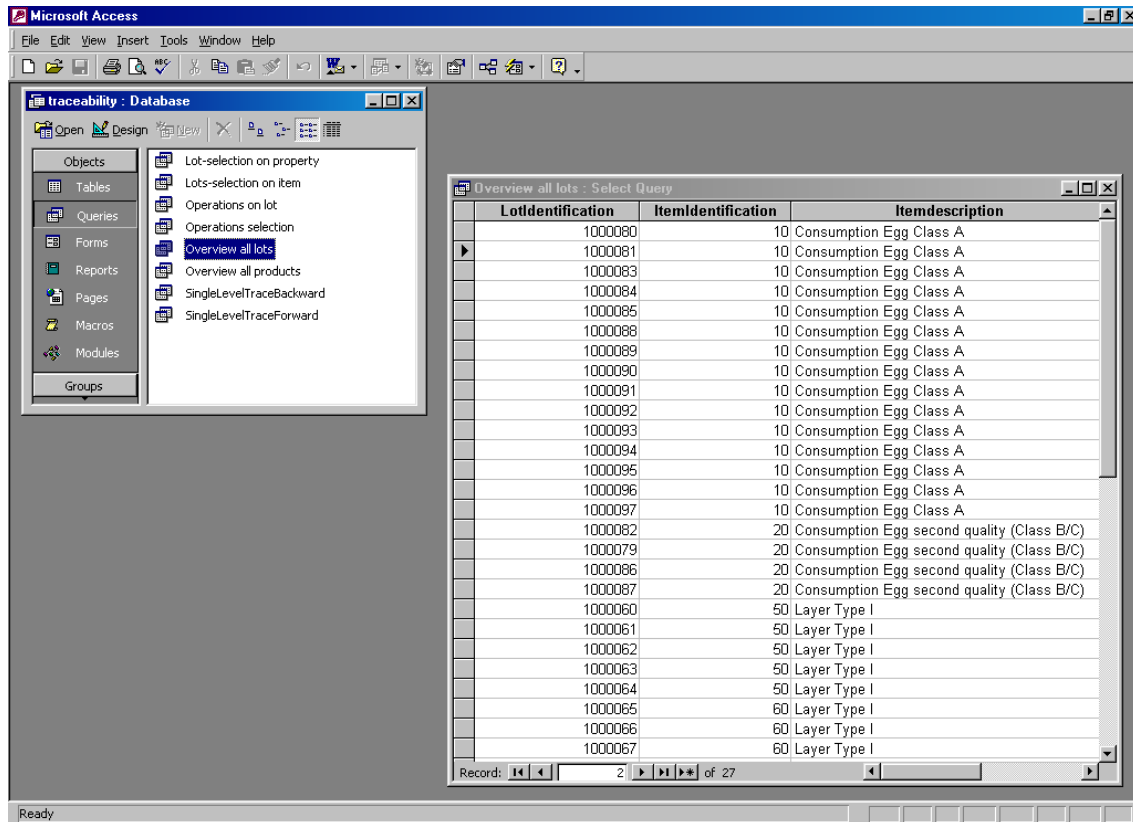 Microsoft Access
File Edit View Insert Tools Window Help
traceability : Database
Open Design New
Objects
Tables
Queries
Forms
Reports
Pages
Macros
Modules
Groups
Lot-selection on property
Lots-selection on item
Operations on lot
Operations selection
Overview all lots
Overview all products
SingleLevelTraceBackward
SingleLevelTraceForward
Overview all lots : Select Query
LotIdentification ItemIdentification Itemdescription
1000080 10 Consumption Egg Class A
1000081 10 Consumption Egg Class A
1000083 10 Consumption Egg Class A
1000084 10 Consumption Egg Class A
1000085 10 Consumption Egg Class A
1000088 10 Consumption Egg Class A
1000089 10 Consumption Egg Class A
1000090 10 Consumption Egg Class A
1000091 10 Consumption Egg Class A
1000092 10 Consumption Egg Class A
1000093 10 Consumption Egg Class A
1000094 10 Consumption Egg Class A
1000095 10 Consumption Egg Class A
1000096 10 Consumption Egg Class A
1000097 10 Consumption Egg Class A
1000082 20 Consumption Egg second quality (Class B/C)
1000079 20 Consumption Egg second quality (Class B/C)
1000086 20 Consumption Egg second quality (Class B/C)
1000087 20 Consumption Egg second quality (Class B/C)
1000060 50 Layer Type I
1000061 50 Layer Type I
1000062 50 Layer Type I
1000063 50 Layer Type I
1000064 50 Layer Type I
1000065 60 Layer Type I
1000066 60 Layer Type I
1000067 60 Layer Type I
Record: 2 of 27
Ready